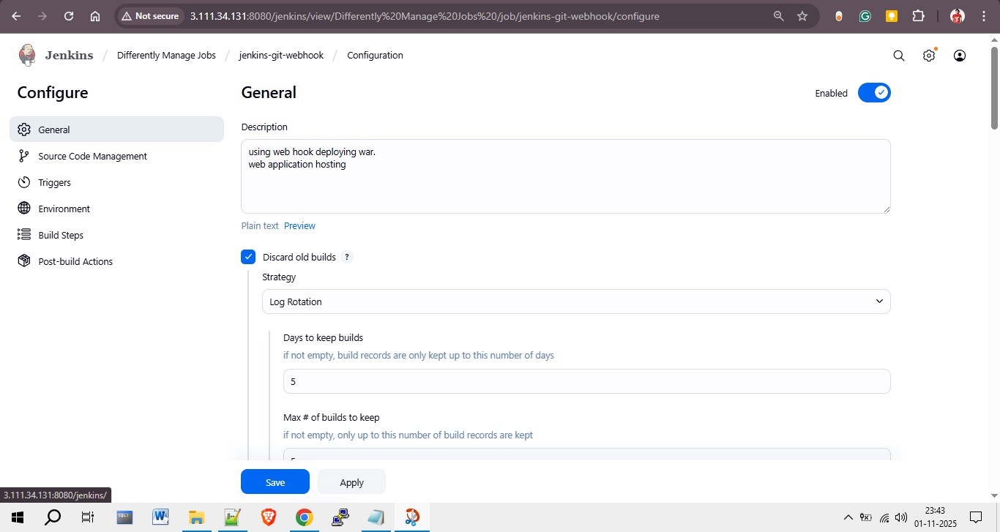 Not secure
3.111.34.131:8080/jenkins/view/Differently%20Manage%20Jobs%20/job/jenkins-git-webhook/configure
Jenkins / Differently Manage Jobs / jenkins-git-webhook / Configuration
Configure
General
Source Code Management
Triggers
Environment
Build Steps
Post-build Actions
General
Enabled
Description
using web hook deploying war.
web application hosting
Plain text Preview
Discard old builds ?
Strategy
Log Rotation
Days to keep builds
if not empty, build records are only kept up to this number of days
5
Max # of builds to keep
if not empty, only up to this number of build records are kept
Save
Apply
3.111.34.131:8080/jenkins/
23:43
01-11-2025